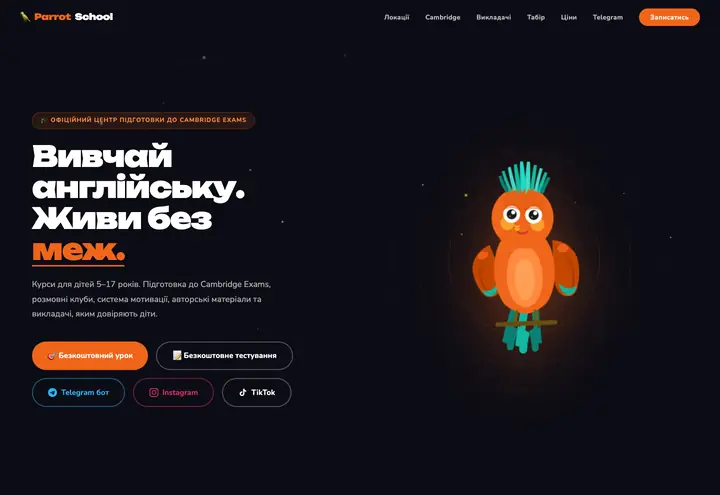 Parrot School
Локації
Cambridge
Викладачі
Табір
Ціни
Telegram
Записатись
ОФІЦІЙНИЙ ЦЕНТР ПІДГОТОВКИ ДО CAMBRIDGE EXAMS
Вивчай
англійську.
Живи без
меж.
Курси для дітей 5–17 років. Підготовка до Cambridge Exams,
розмовні клуби, система мотивації, авторські матеріали та
викладачі, яким довіряють діти.
Безкоштовний урок
Безкоштовне тестування
Telegram бот
Instagram
TikTok